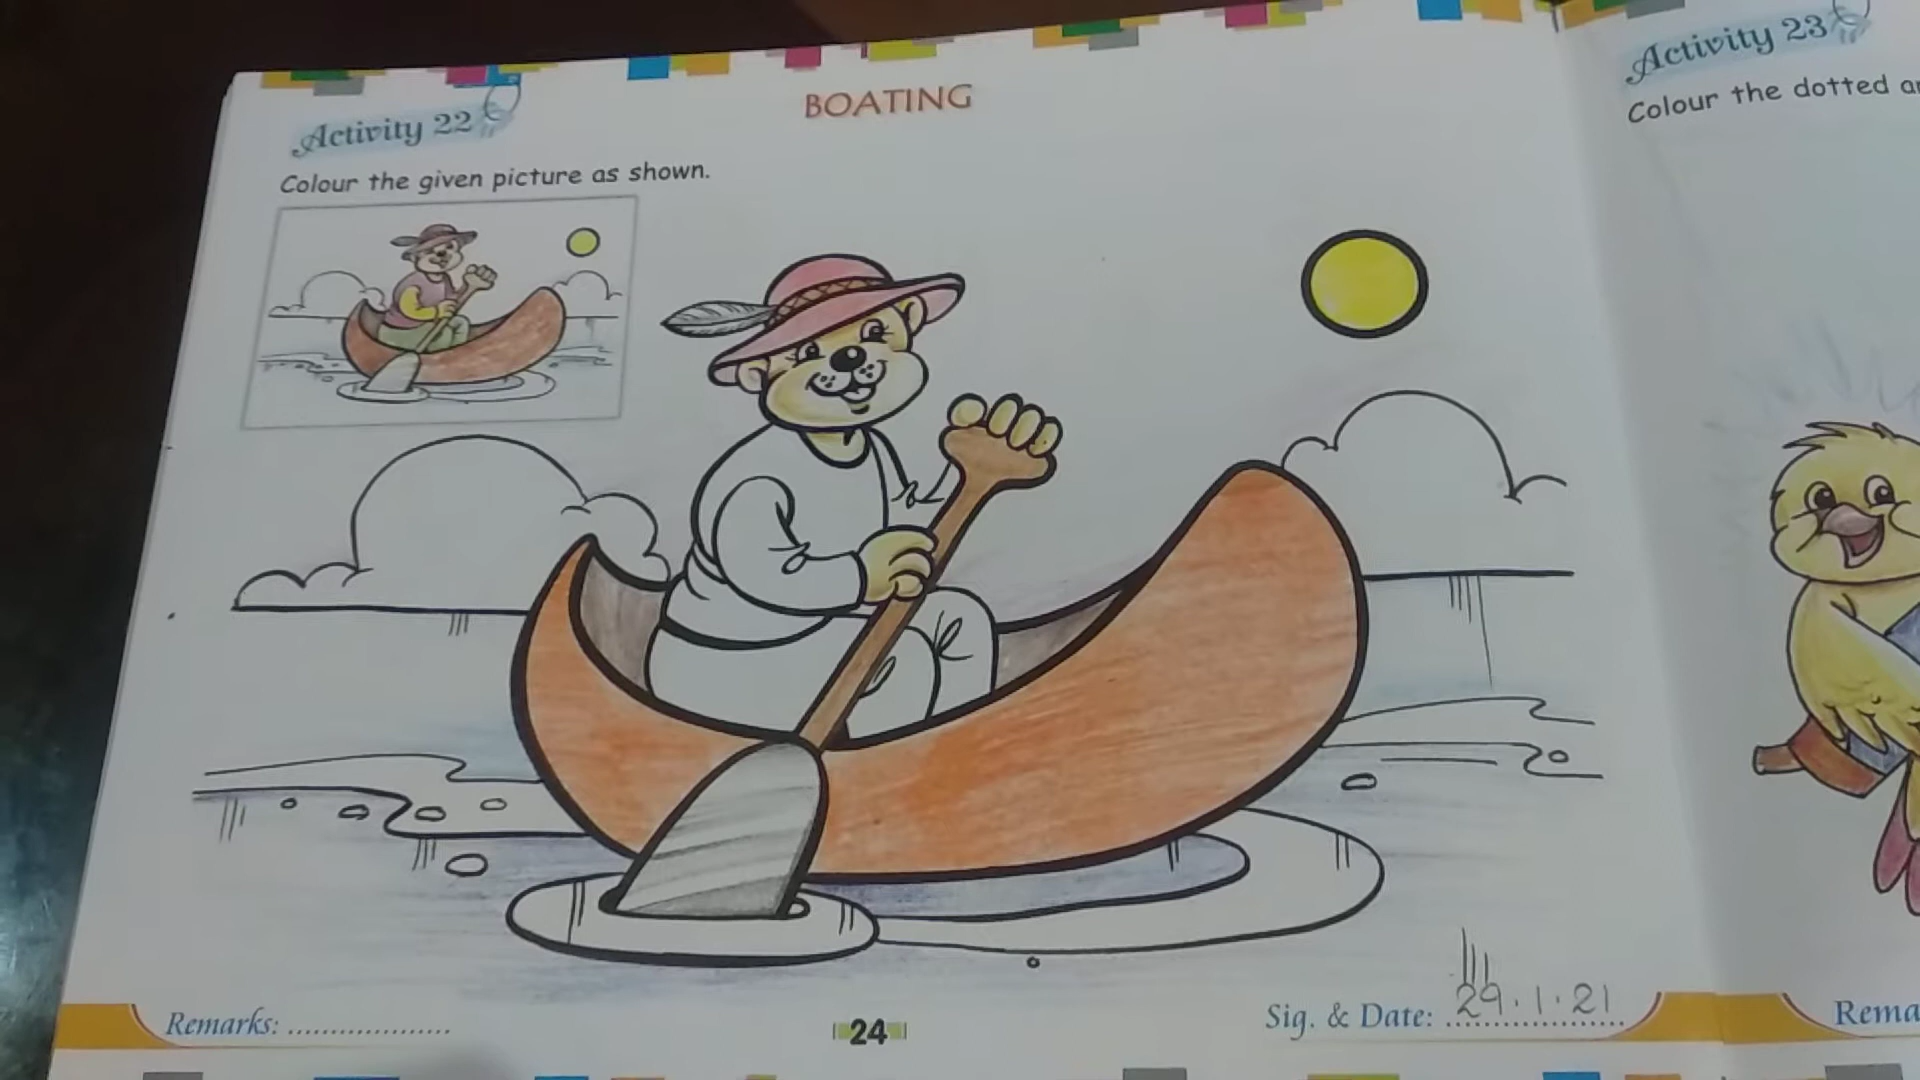 BOATING
Activity 22
Colour the given picture as shown.
Remarks: ...................
24
Sig. & Date: 29.1.21
Activity 23
Colour the dotted